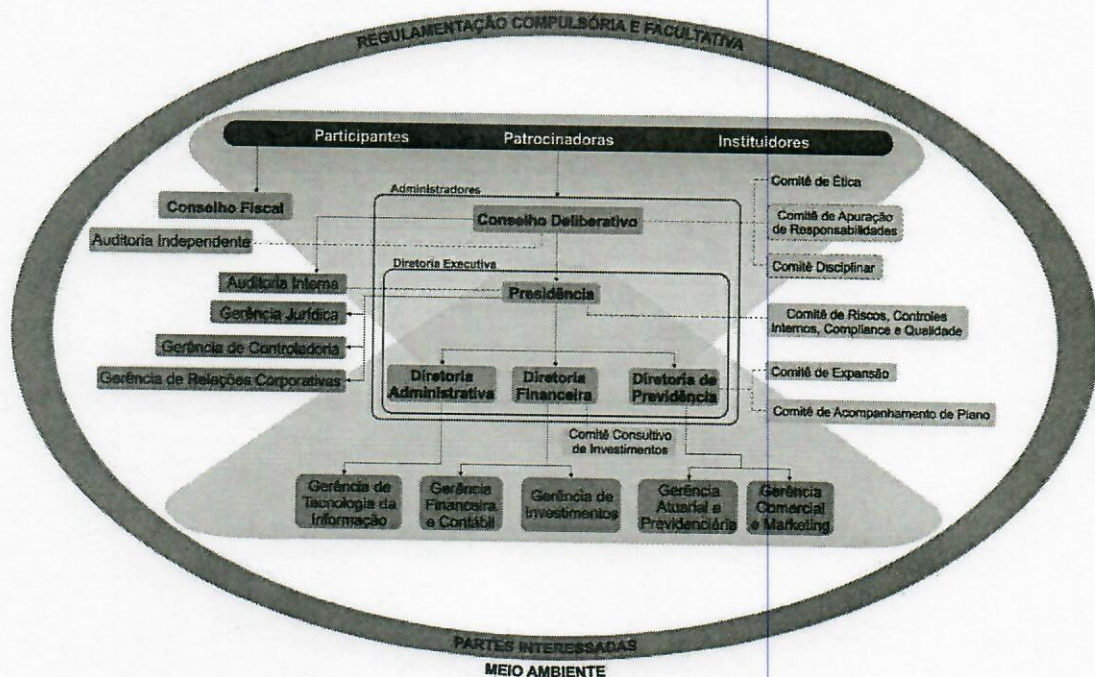 REGULAMENTAÇÃO COMPULSÓRIA E FACULTATIVA
Participantes
Patrocinadoras
Instituidores
Administradores
Comitê de Ética
Conselho Fiscal
Conselho Deliberativo
Comitê de Apuração
de Responsabilidades
Auditoria Independente
Diretoria Executiva
Comitê Disciplinar
Auditoria Interna
Presidência
Gerência Jurídica
Comitê de Riscos, Controles
Internos, Compliance e Qualidade
Gerência de Controladoria
Gerência de Relações Corporativas
Diretoria
Administrativa
Diretoria
Financeira
Diretoria de
Previdência
Comitê de Expansão
Comitê de Acompanhamento de Plano
Comitê Consultivo
de Investimentos
Gerência de
Tecnologia da
Informação
Gerência
Financeira
e Contábil
Gerência de
Investimentos
Gerência
Atuarial e
Previdenciária
Gerência
Comercial
e Marketing
PARTES INTERESSADAS
MEIO AMBIENTE